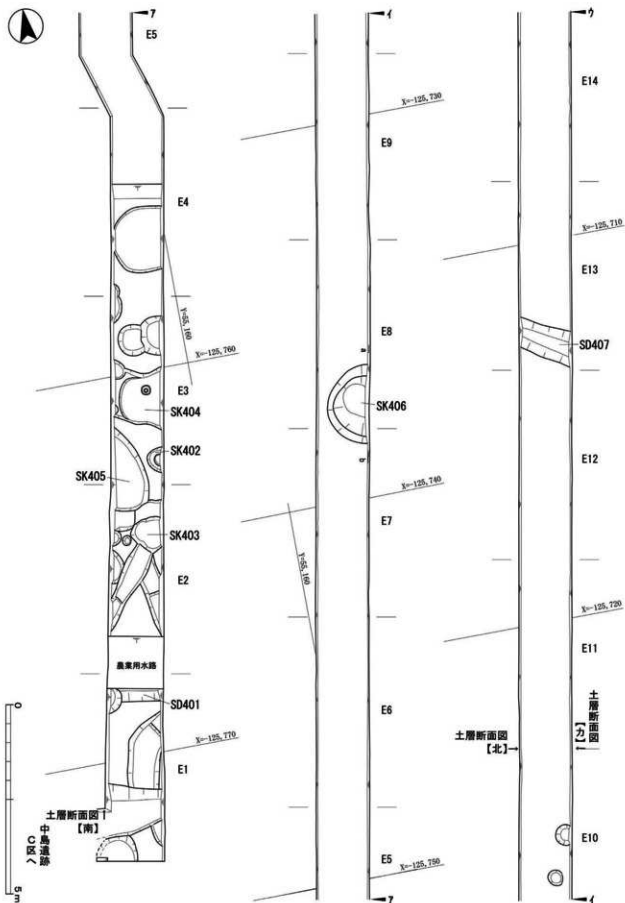 ア
E5
E4
Y=55,160
X=-125,760
E3
SK404
SK402
SK405
SK403
E2
農業用水路
SD401
X=-125,770
E1
土層断面図
【南】
中島遺跡
C区へ
0
5m
イ
X=-125,730
E9
E8
a
SK406
b
X=-125,740
E7
Y=55,160
E6
E5
X=-125,750
ア
ウ
E14
X=-125,710
E13
SD407
E12
X=-125,720
E11
土層断面図
【北】
土層断面図
【カ】
E10
イ